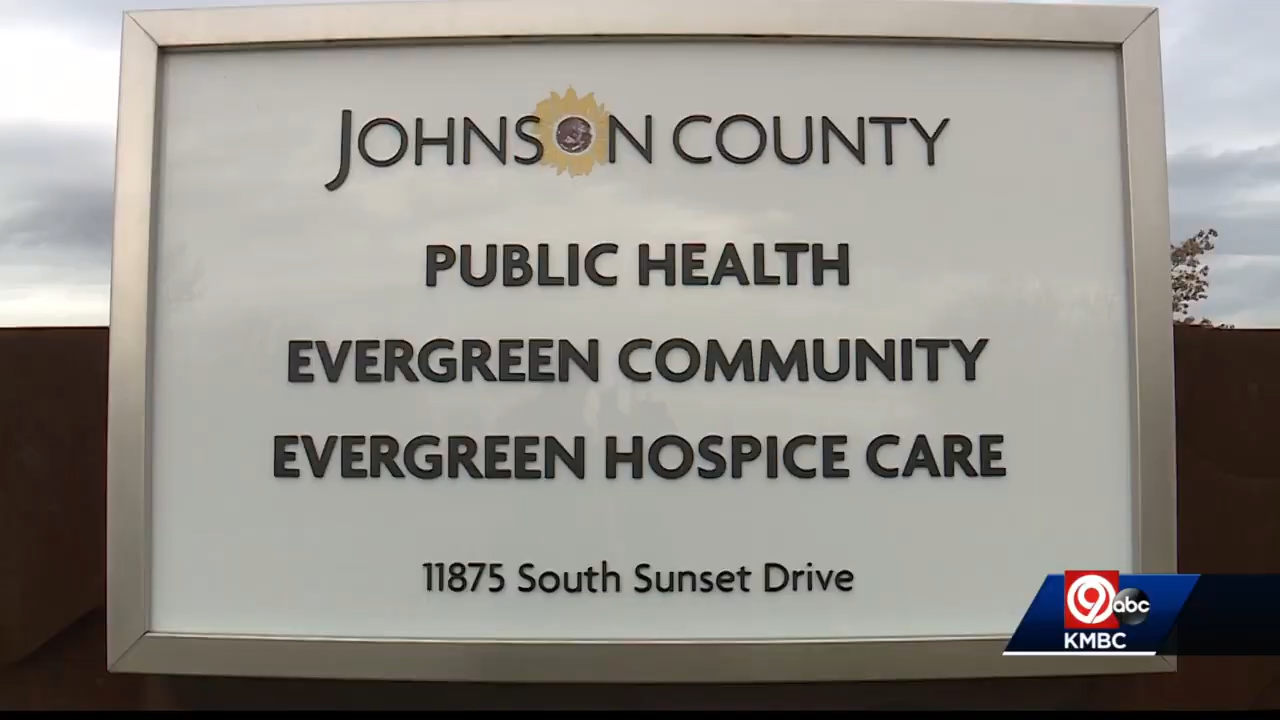 JOHNSON COUNTY
PUBLIC HEALTH
EVERGREEN COMMUNITY
EVERGREEN HOSPICE CARE
11875 South Sunset Drive
9 abc
KMBC